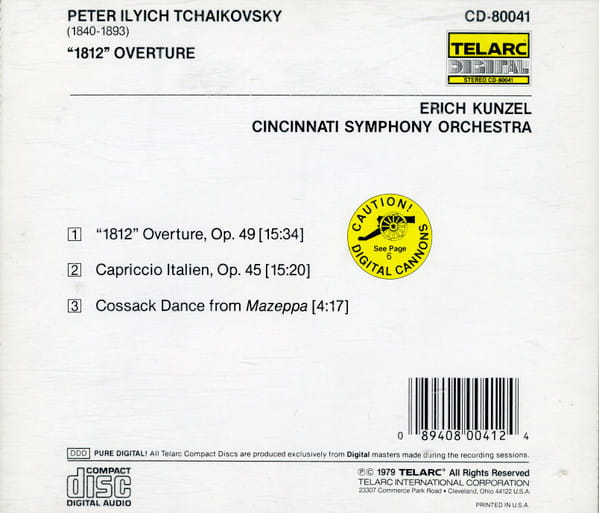 PETER ILYICH TCHAIKOVSKY
(1840-1893)
"1812" OVERTURE
CD-80041
TELARC®
DIGITAL
STEREO CD-80041
ERICH KUNZEL
CINCINNATI SYMPHONY ORCHESTRA
CAUTION!
See Page
6
DIGITAL CANNONS
1 "1812" Overture, Op. 49 [15:34]
2 Capriccio Italien, Op. 45 [15:20]
3 Cossack Dance from Mazeppa [4:17]
0 89408 00412 4
DDD PURE DIGITAL! All Telarc Compact Discs are produced exclusively from Digital masters made during the recording sessions.
COMPACT
disc
DIGITAL AUDIO
℗© 1979 TELARC® All Rights Reserved
TELARC INTERNATIONAL CORPORATION
23307 Commerce Park Road • Cleveland, Ohio 44122 U.S.A.
PRINTED IN U.S.A.